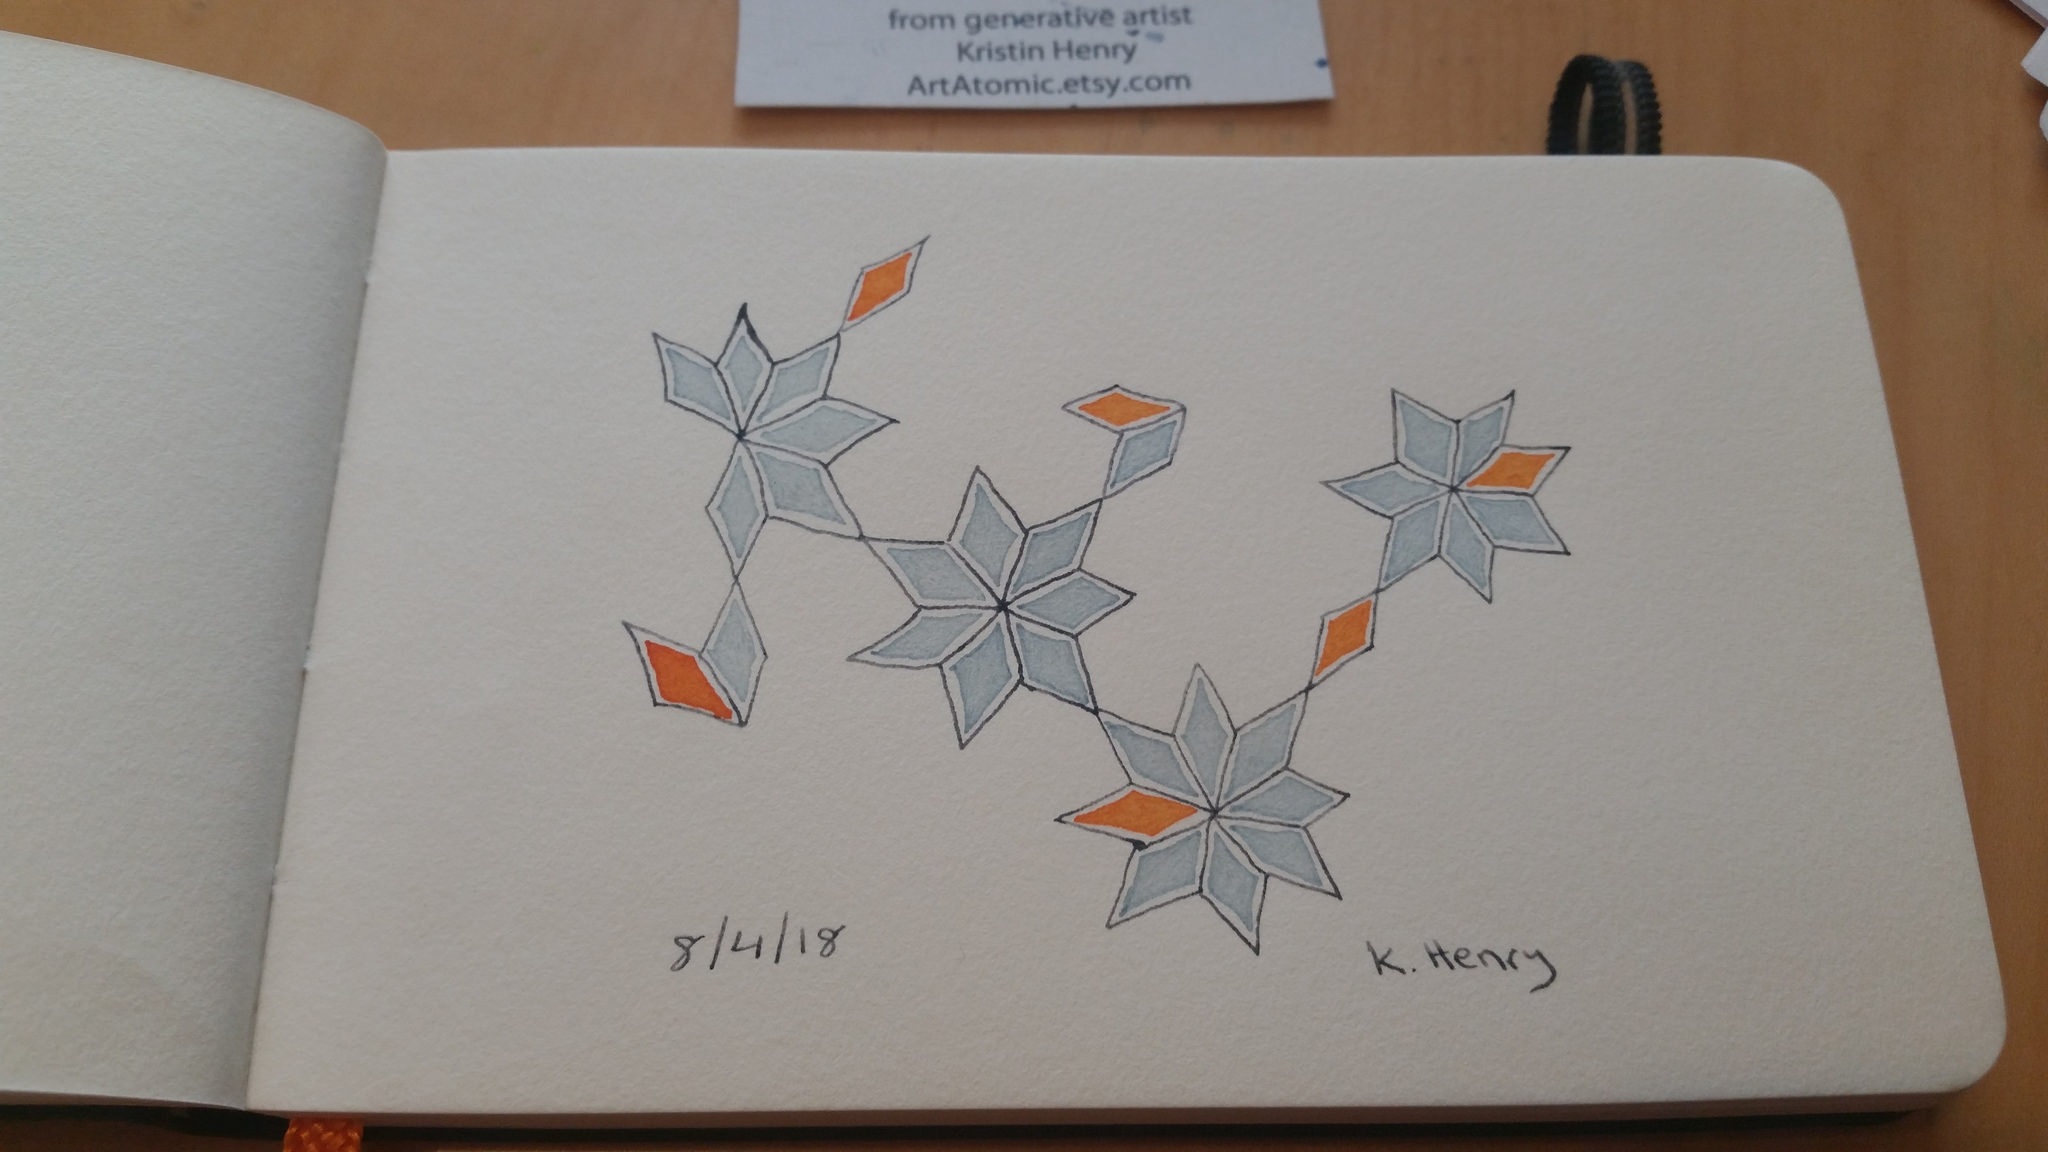 from generative artist
Kristin Henry
ArtAtomic.etsy.com
8/4/18
K. Henry